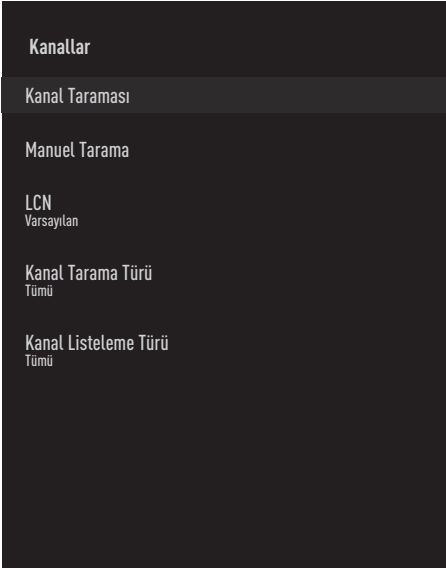 Kanallar
Kanal Taraması
Manuel Tarama
LCN
Varsayılan
Kanal Tarama Türü
Tümü
Kanal Listeleme Türü
Tümü